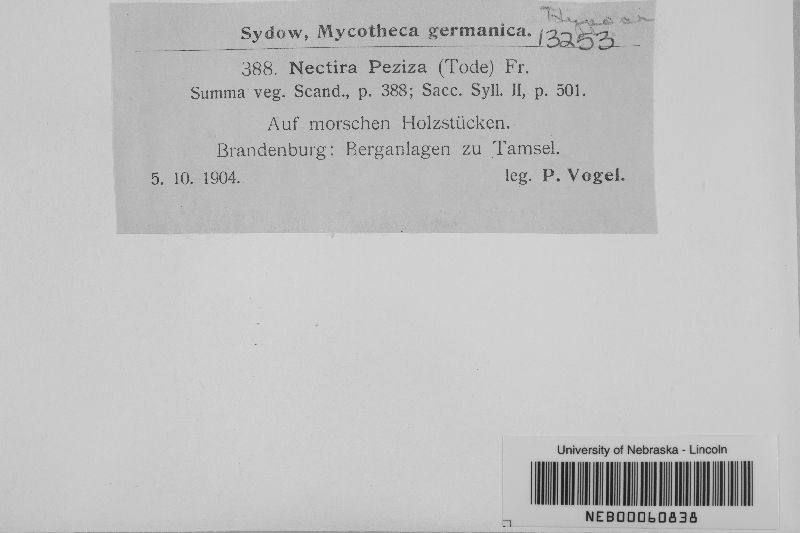 Sydow, Mycotheca germanica.
13253
388. Nectira Peziza (Tode) Fr.
Summa veg. Scand., p. 388; Sacc. Syll. II, p. 501.
Auf morschen Holzstücken.
Brandenburg: Berganlagen zu Tamsel.
5. 10. 1904. leg. P. Vogel.
University of Nebraska - Lincoln
NEB00060838